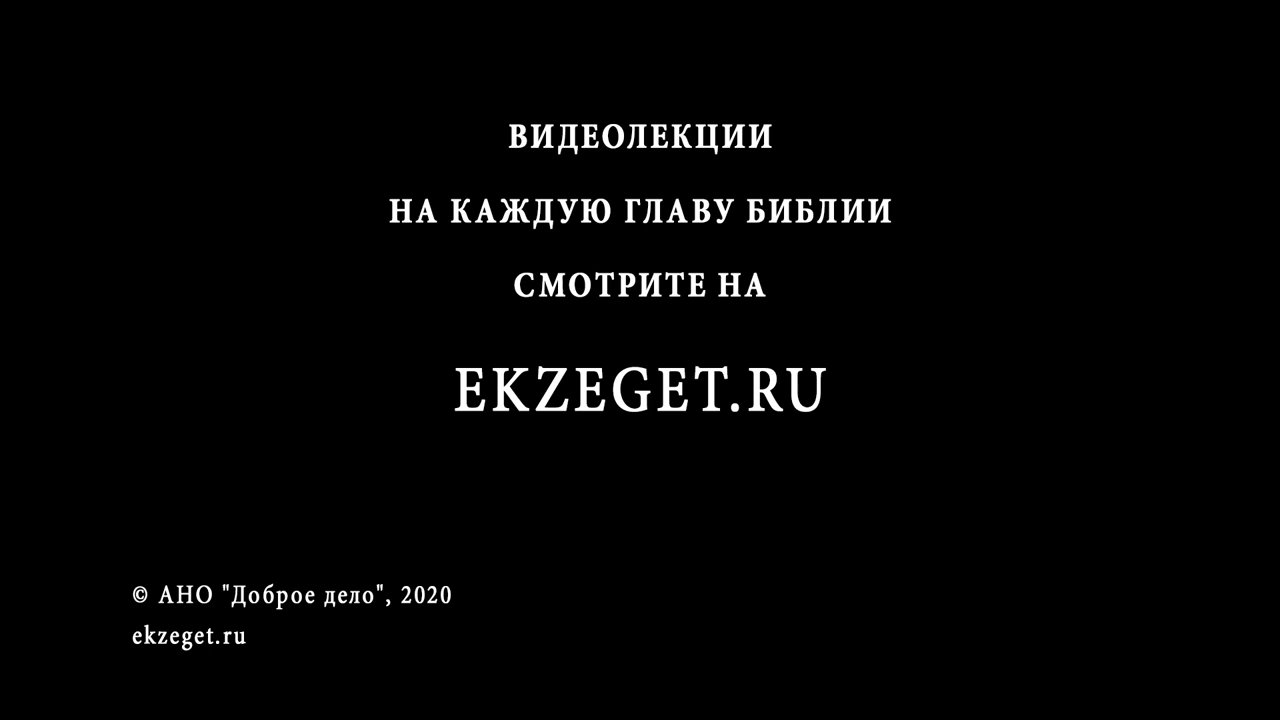 ВИДЕОЛЕКЦИИ
НА КАЖДУЮ ГЛАВУ БИБЛИИ
СМОТРИТЕ НА
EKZEGET.RU
© АНО "Доброе дело", 2020
ekzeget.ru